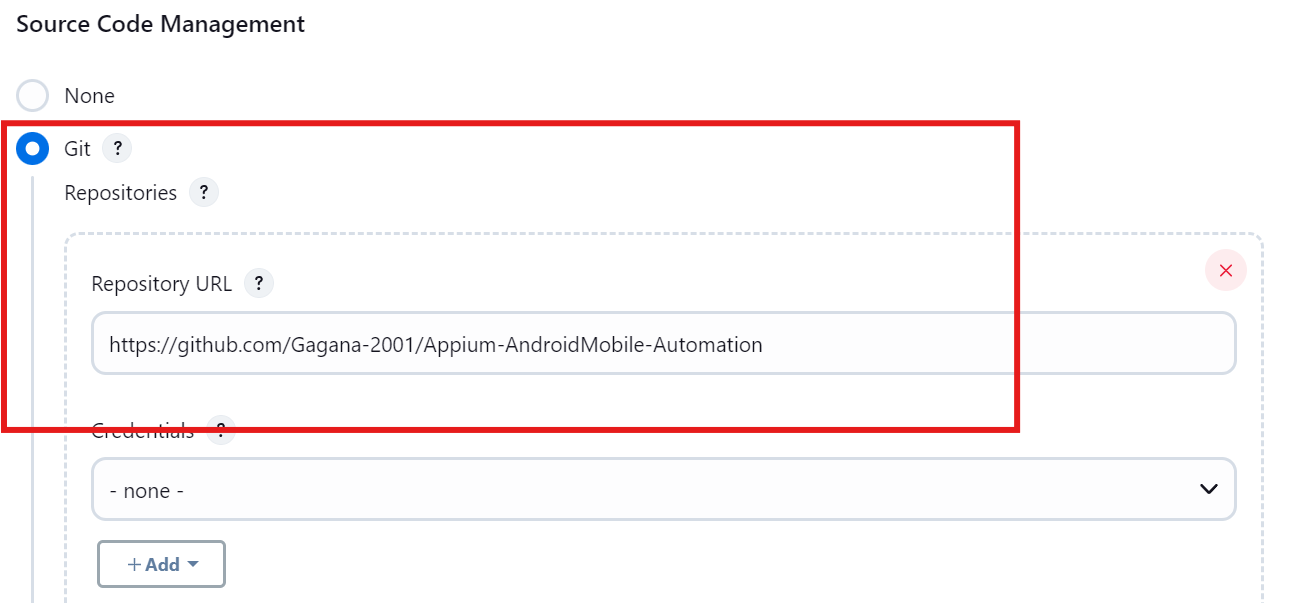 Source Code Management
None
Git ?
Repositories ?
Repository URL ?
https://github.com/Gagana-2001/Appium-AndroidMobile-Automation
Credentials ?
- none -
+ Add